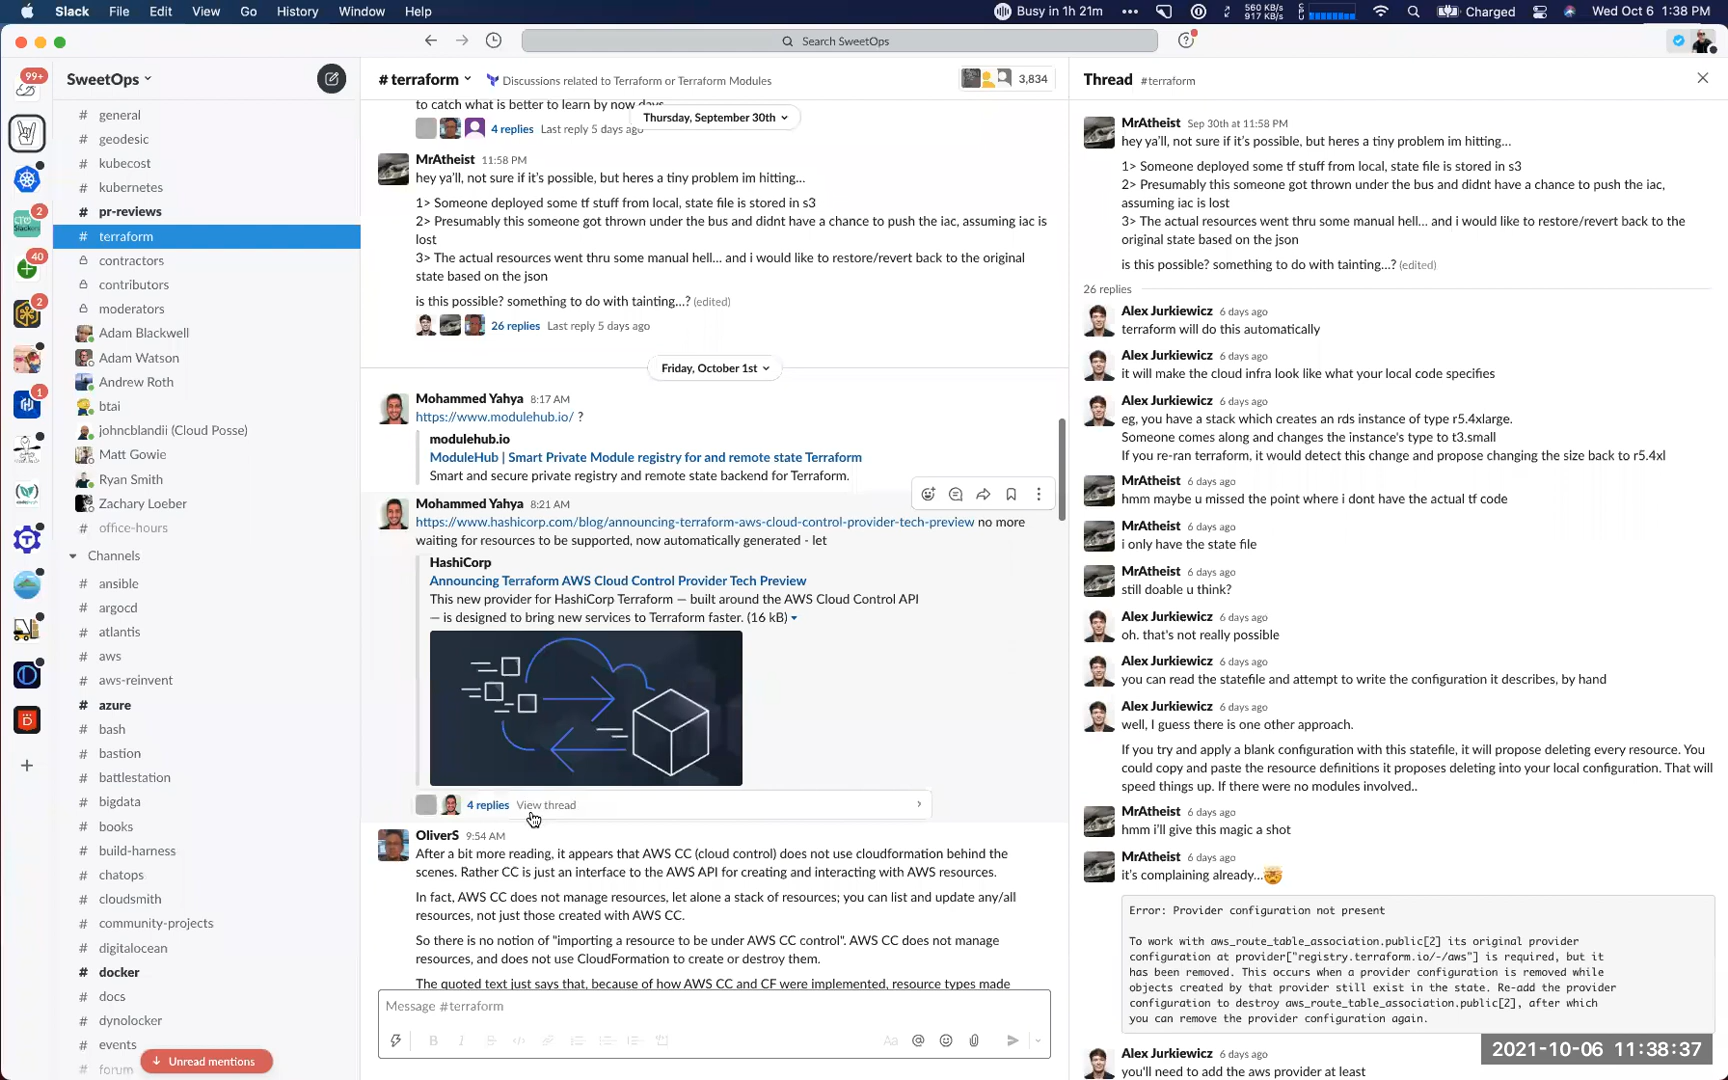 Slack File Edit View Go History Window Help
Busy in 1h 21m
560 KB/s
917 KB/s
Charged
Wed Oct 6 1:38 PM
Search SweetOps
99+
2
40
2
1
SweetOps
# general
# geodesic
# kubecost
# kubernetes
# pr-reviews
# terraform
contractors
contributors
moderators
Adam Blackwell
Adam Watson
Andrew Roth
btai
johncblandii (Cloud Posse)
Matt Gowie
Ryan Smith
Zachary Loeber
# office-hours
Channels
# ansible
# argocd
# atlantis
# aws
# aws-reinvent
# azure
# bash
# bastion
# battlestation
# bigdata
# books
# build-harness
# chatops
# cloudsmith
# community-projects
# digitalocean
# docker
# docs
# dynolocker
# events
# forum
Unread mentions
# terraform
Discussions related to Terraform or Terraform Modules
3,834
to catch what is better to learn by now days
Thursday, September 30th
4 replies Last reply 5 days ago
MrAtheist 11:58 PM
hey ya'll, not sure if it's possible, but heres a tiny problem im hitting...
1> Someone deployed some tf stuff from local, state file is stored in s3
2> Presumably this someone got thrown under the bus and didnt have a chance to push the iac, assuming iac is
lost
3> The actual resources went thru some manual hell... and i would like to restore/revert back to the original
state based on the json
is this possible? something to do with tainting...? (edited)
26 replies Last reply 5 days ago
Friday, October 1st
Mohammed Yahya 8:17 AM
https://www.modulehub.io/ ?
modulehub.io
ModuleHub | Smart Private Module registry for and remote state Terraform
Smart and secure private registry and remote state backend for Terraform.
Mohammed Yahya 8:21 AM
https://www.hashicorp.com/blog/announcing-terraform-aws-cloud-control-provider-tech-preview no more
waiting for resources to be supported, now automatically generated - let
HashiCorp
Announcing Terraform AWS Cloud Control Provider Tech Preview
This new provider for HashiCorp Terraform — built around the AWS Cloud Control API
— is designed to bring new services to Terraform faster. (16 kB)
4 replies View thread
OliverS 9:54 AM
After a bit more reading, it appears that AWS CC (cloud control) does not use cloudformation behind the
scenes. Rather CC is just an interface to the AWS API for creating and interacting with AWS resources.
In fact, AWS CC does not manage resources, let alone a stack of resources; you can list and update any/all
resources, not just those created with AWS CC.
So there is no notion of "importing a resource to be under AWS CC control". AWS CC does not manage
resources, and does not use CloudFormation to create or destroy them.
The quoted text just says that, because of how AWS CC and CF were implemented, resource types made
Message #terraform
Thread #terraform
MrAtheist Sep 30th at 11:58 PM
hey ya'll, not sure if it's possible, but heres a tiny problem im hitting...
1> Someone deployed some tf stuff from local, state file is stored in s3
2> Presumably this someone got thrown under the bus and didnt have a chance to push the iac,
assuming iac is lost
3> The actual resources went thru some manual hell... and i would like to restore/revert back to the
original state based on the json
is this possible? something to do with tainting...? (edited)
26 replies
Alex Jurkiewicz 6 days ago
terraform will do this automatically
Alex Jurkiewicz 6 days ago
it will make the cloud infra look like what your local code specifies
Alex Jurkiewicz 6 days ago
eg, you have a stack which creates an rds instance of type r5.4xlarge.
Someone comes along and changes the instance's type to t3.small
If you re-ran terraform, it would detect this change and propose changing the size back to r5.4xl
MrAtheist 6 days ago
hmm maybe u missed the point where i dont have the actual tf code
MrAtheist 6 days ago
i only have the state file
MrAtheist 6 days ago
still doable u think?
Alex Jurkiewicz 6 days ago
oh. that's not really possible
Alex Jurkiewicz 6 days ago
you can read the statefile and attempt to write the configuration it describes, by hand
Alex Jurkiewicz 6 days ago
well, I guess there is one other approach.
If you try and apply a blank configuration with this statefile, it will propose deleting every resource. You
could copy and paste the resource definitions it proposes deleting into your local configuration. That will
speed things up. If there were no modules involved..
MrAtheist 6 days ago
hmm i'll give this magic a shot
MrAtheist 6 days ago
it's complaining already...🤯
Error: Provider configuration not present
To work with aws_route_table_association.public[2] its original provider
configuration at provider["registry.terraform.io/-/aws"] is required, but it
has been removed. This occurs when a provider configuration is removed while
objects created by that provider still exist in the state. Re-add the provider
configuration to destroy aws_route_table_association.public[2], after which
you can remove the provider configuration again.
Alex Jurkiewicz 6 days ago
you'll need to add the aws provider at least
2021-10-06 11:38:37